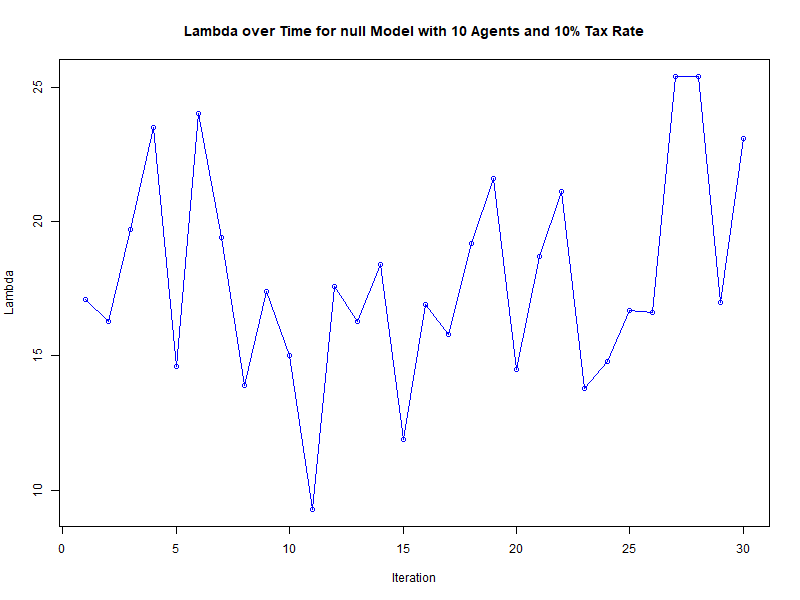 Lambda over Time for null Model with 10 Agents and 10% Tax Rate
25
20
15
10
Lambda
0 5 10 15 20 25 30
Iteration